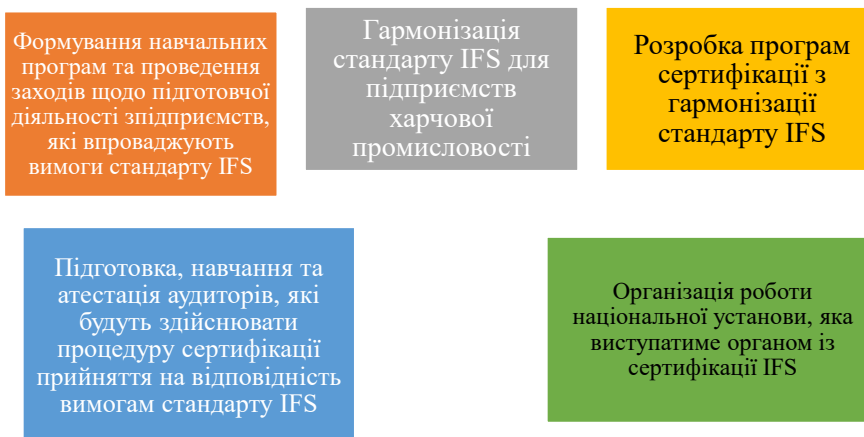 Формування навчальних
програм та проведення
заходів щодо підготовчої
діяльності зпідприємств,
які впроваджують
вимоги стандарту IFS
Гармонізація
стандарту IFS для
підприємств
харчової
промисловості
Розробка програм
сертифікації з
гармонізації
стандарту IFS
Підготовка, навчання та
атестація аудиторів, які
будуть здійснювати
процедуру сертифікації
прийняття на відповідність
вимогам стандарту IFS
Організація роботи
національної установи, яка
виступатиме органом із
сертифікації IFS